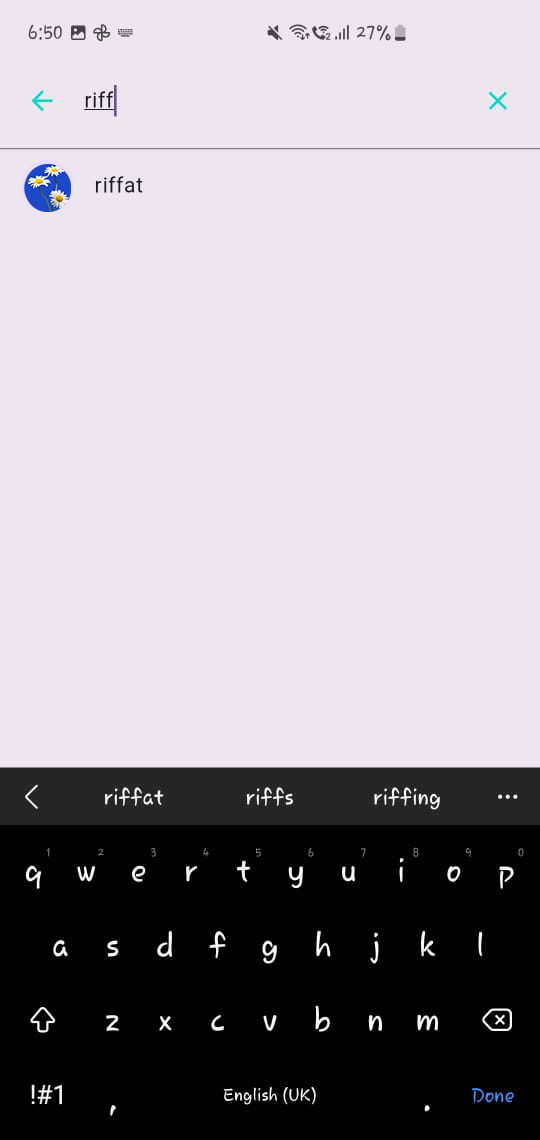 6:50 27%
riff
riffat
riffat riffs riffing ...
1 2 3 4 5 6 7 8 9 0
q w e r t y u i o p
a s d f g h j k l
z x c v b n m
!#1 , English (UK) . Done